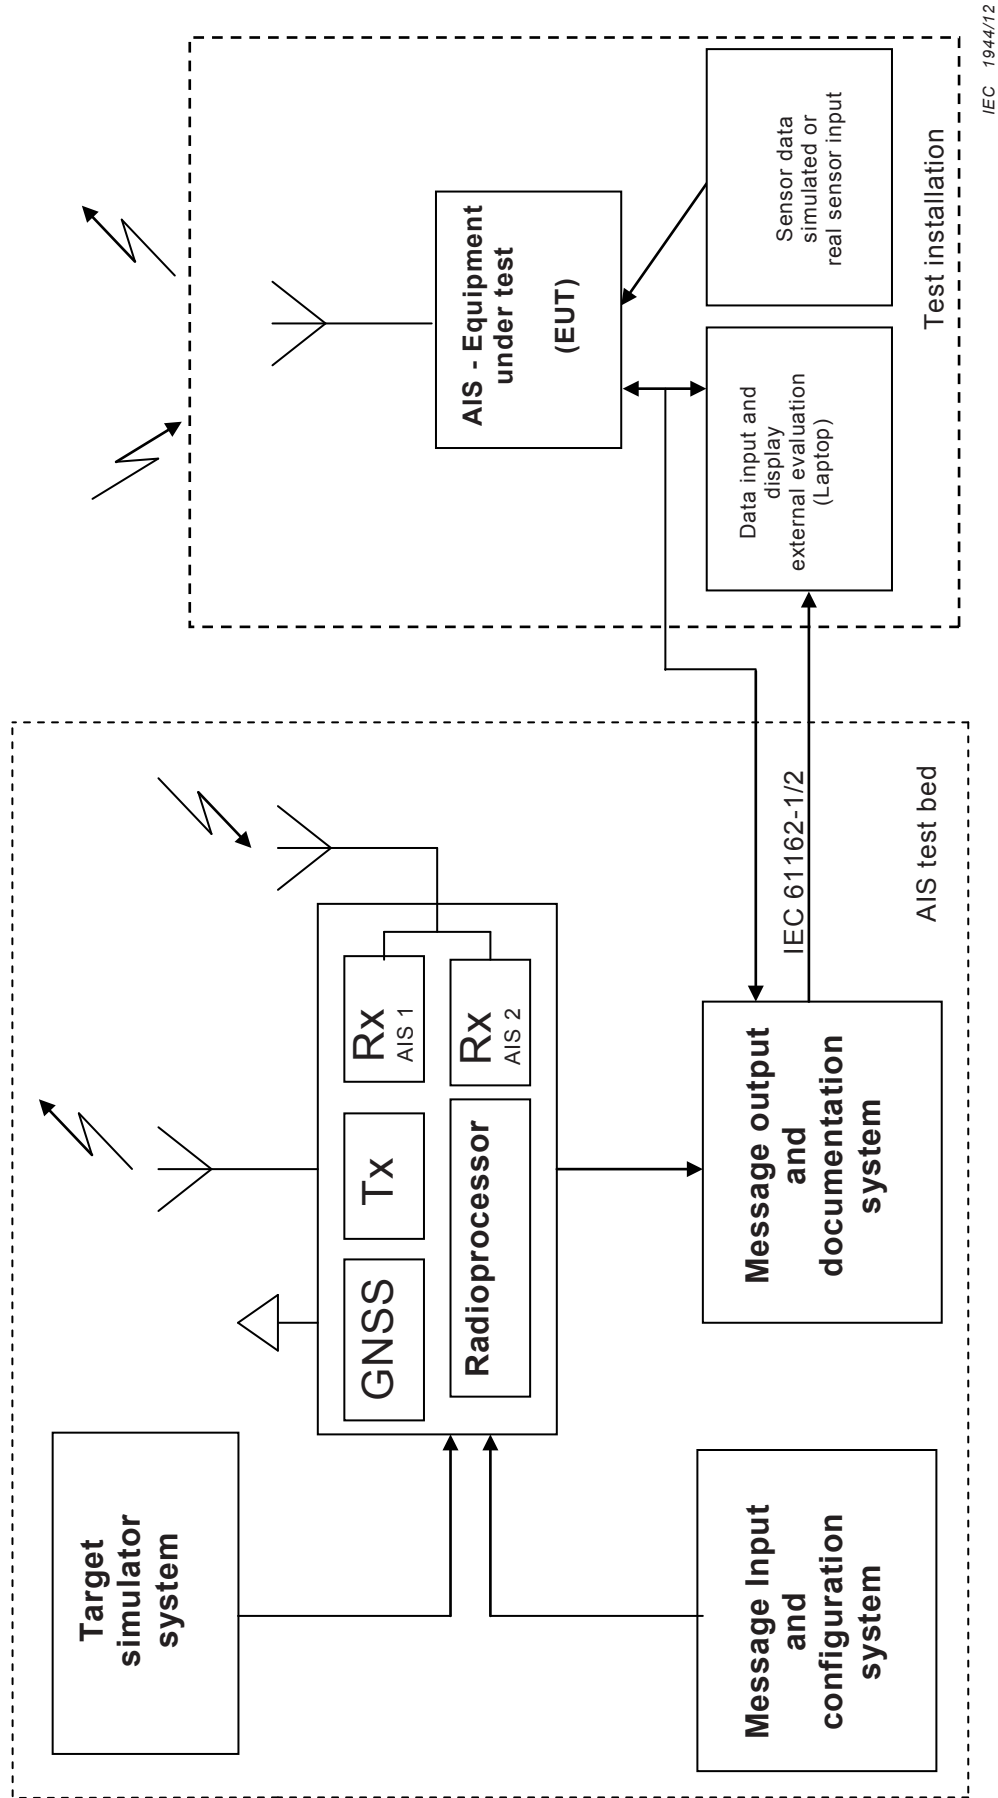 Target
simulator
system
Message Input
and
configuration
system
GNSS
Tx
Rx
AIS 1
Radioprocessor
Rx
AIS 2
Message output
and
documentation
system
IEC 61162-1/2
AIS test bed
AIS - Equipment
under test
(EUT)
Data input and
display
external evaluation
(Laptop)
Sensor data
simulated or
real sensor input
Test installation
IEC 1944/12